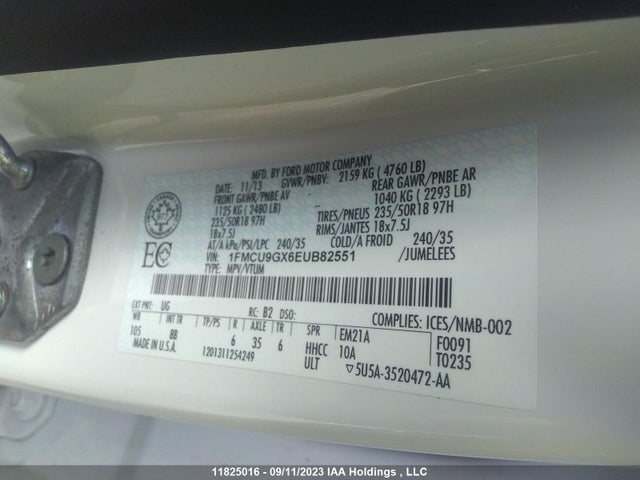 MFD. BY FORD MOTOR COMPANY
DATE: 11/13 GVWR/PNBV: 2159 KG ( 4760 LB)
FRONT GAWR/PNBE AV REAR GAWR/PNBE AR
1125 KG ( 2480 LB) 1040 KG ( 2293 LB)
235/50R18 97H TIRES/PNEUS 235/50R18 97H
18x7.5J RIMS/JANTES 18x7.5J
AT/A kPa/PSI/LPC 240/35 COLD/A FROID 240/35
VIN: 1FMCU9GX6EUB82551 /JUMELEES
TYPE: MPV/VTUM
EC
EXT PNT: UG RC: B2 DSO: COMPLIES: ICES/NMB-002
WB INT TR TP/PS R AXLE TR SPR EM21A F0091
105 8B 6 35 6 HHCC 10A T0235
MADE IN U.S.A. 1201311254249 ULT ▽5U5A-3520472-AA
11825016 - 09/11/2023 IAA Holdings , LLC